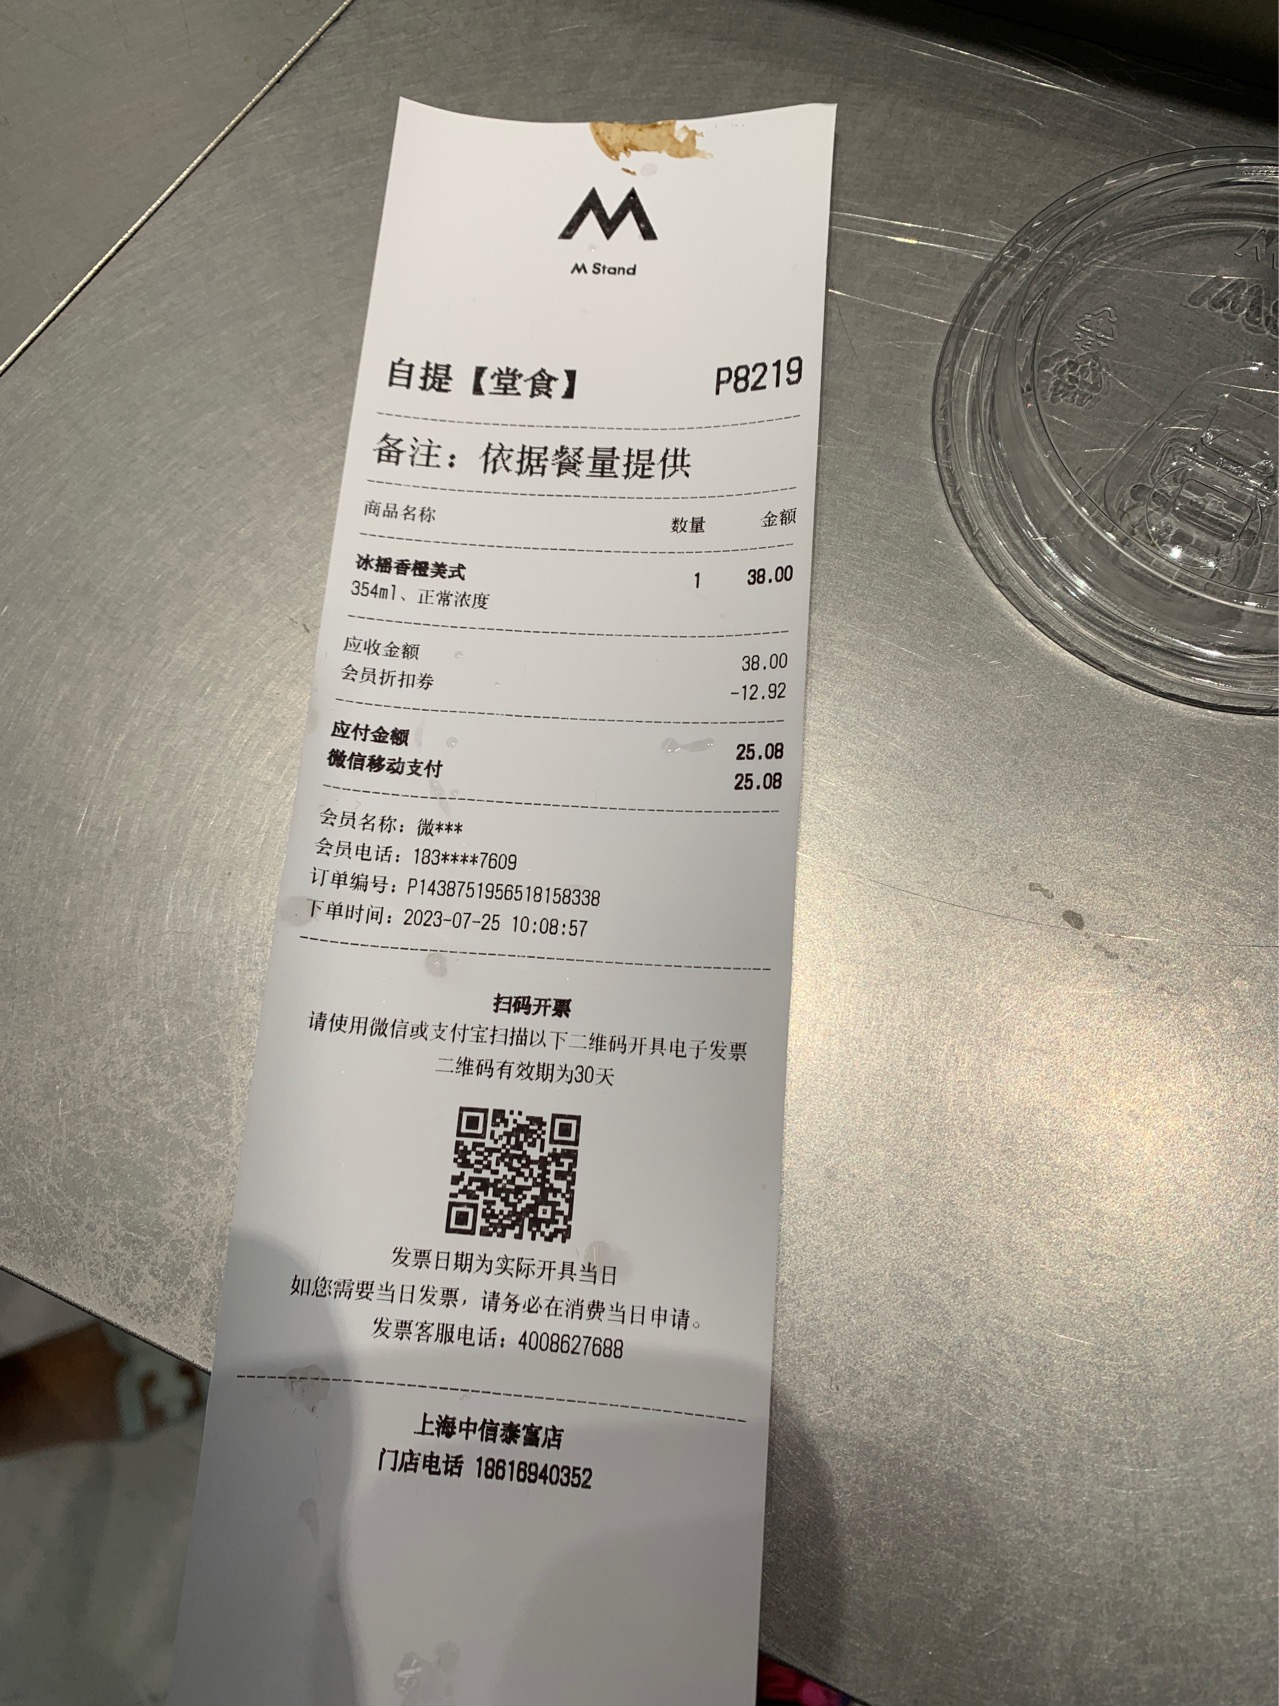 M Stand
自提【堂食】 P8219
备注：依据餐量提供
商品名称 数量 金额
冰摇香橙美式 1 38.00
354ml、正常浓度
应收金额 38.00
会员折扣券 -12.92
应付金额 25.08
微信移动支付 25.08
会员名称：微***
会员电话：183****7609
订单编号：P1438751956518158338
下单时间：2023-07-25 10:08:57
扫码开票
请使用微信或支付宝扫描以下二维码开具电子发票
二维码有效期为30天
发票日期为实际开具当日
如您需要当日发票，请务必在消费当日申请。
发票客服电话：4008627688
上海中信泰富店
门店电话 18616940352